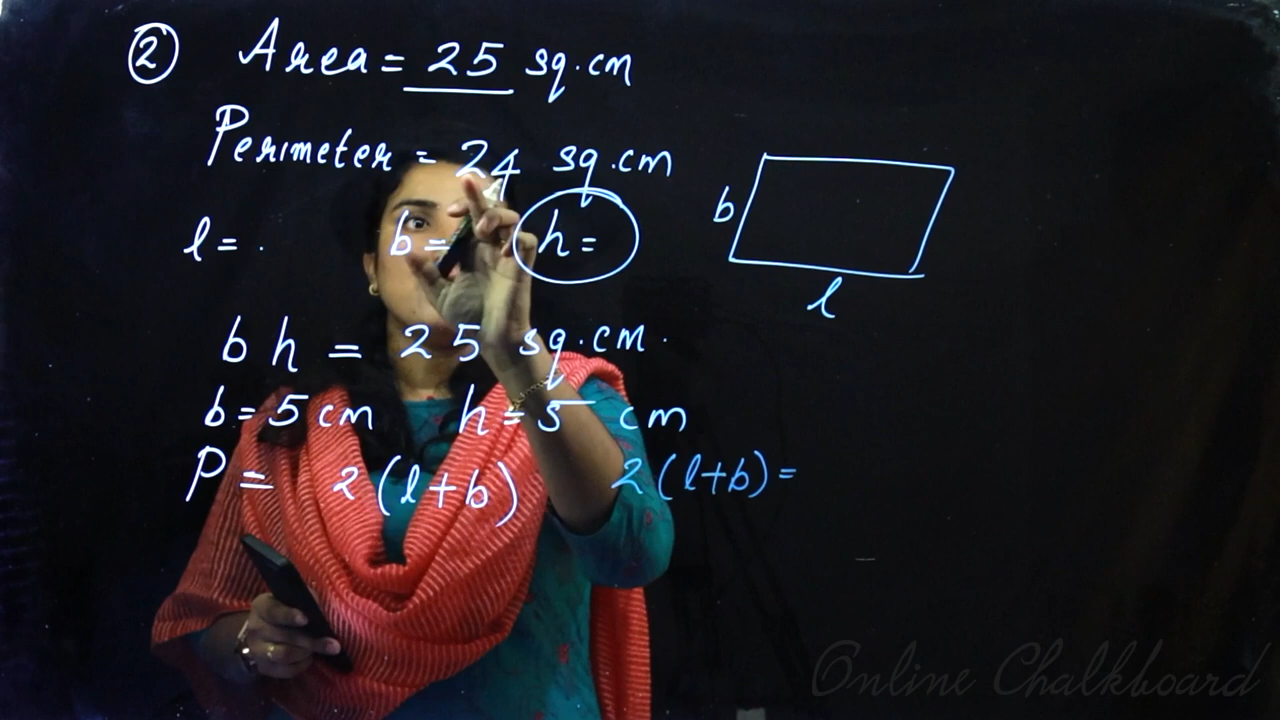 ② Area = 25 sq.cm
Perimeter = 24 sq.cm
l = . b = h =
b
l
b h = 25 sq.cm.
b = 5 cm h = 5 cm
P = 2 (l+b) 2 (l+b) =
Online Chalkboard